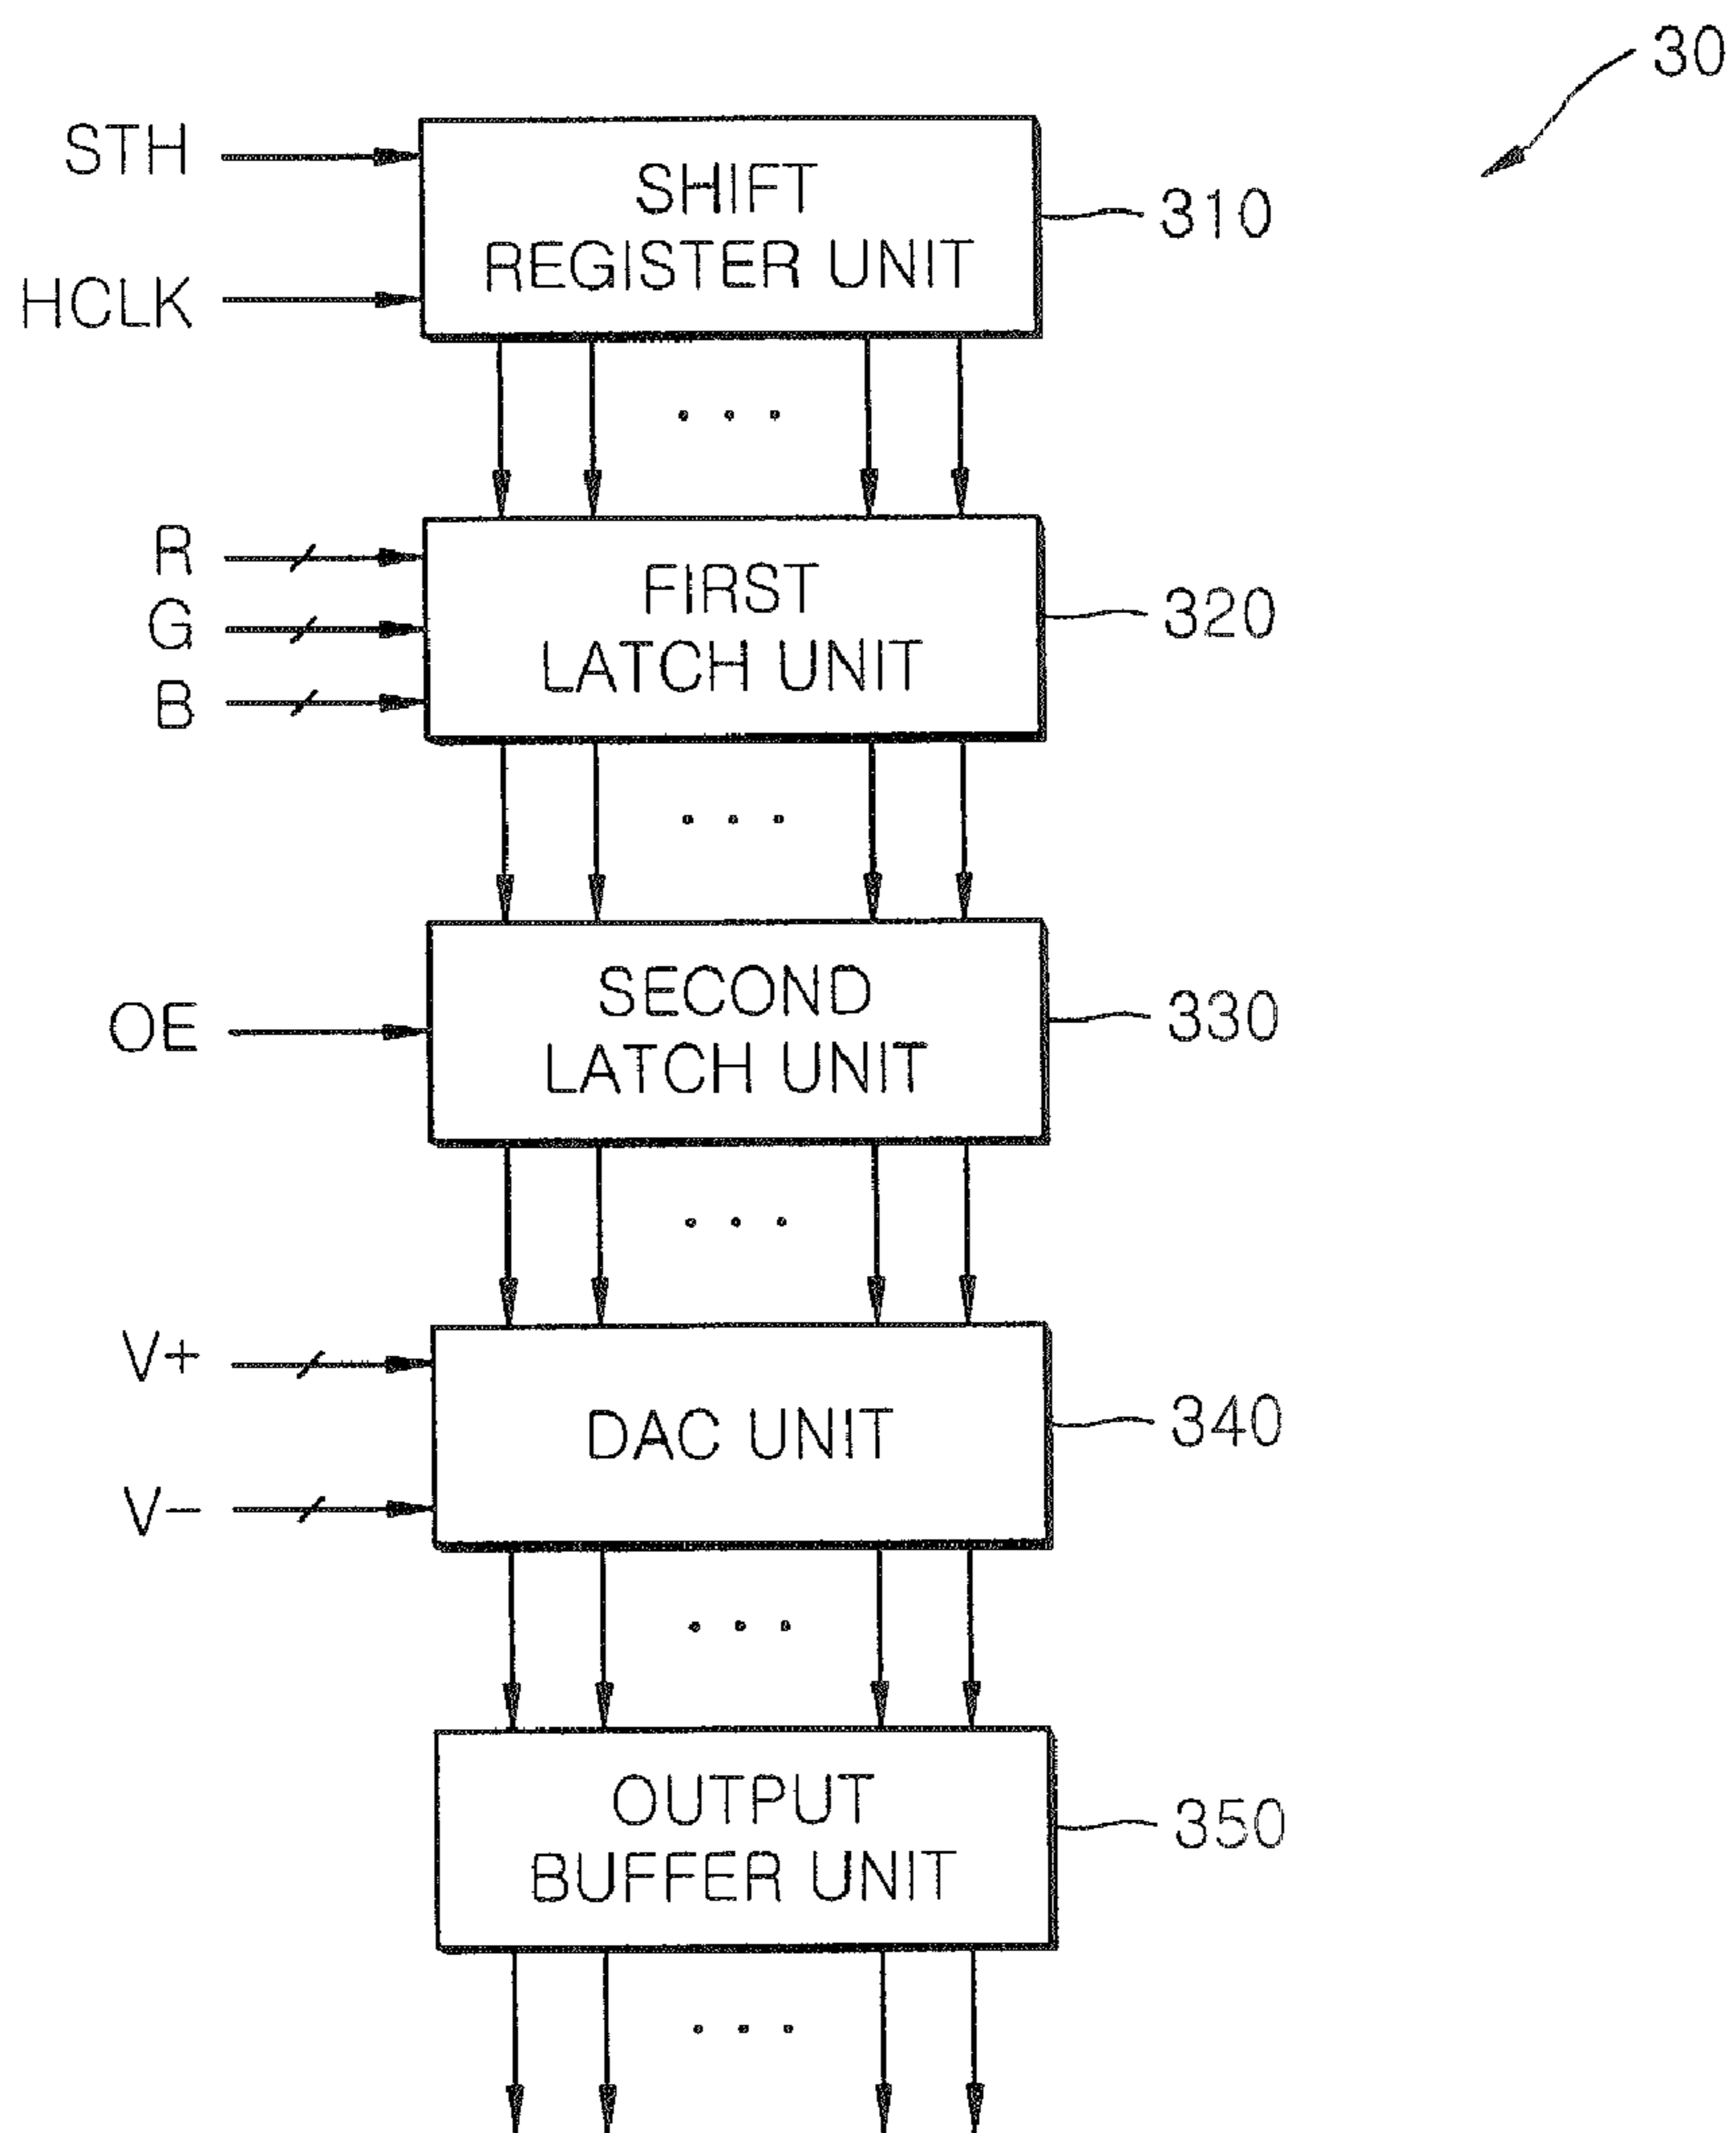 30
STH
HCLK
SHIFT
REGISTER UNIT
310
R
G
B
FIRST
LATCH UNIT
320
OE
SECOND
LATCH UNIT
330
V+
V−
DAC UNIT
340
OUTPUT
BUFFER UNIT
350